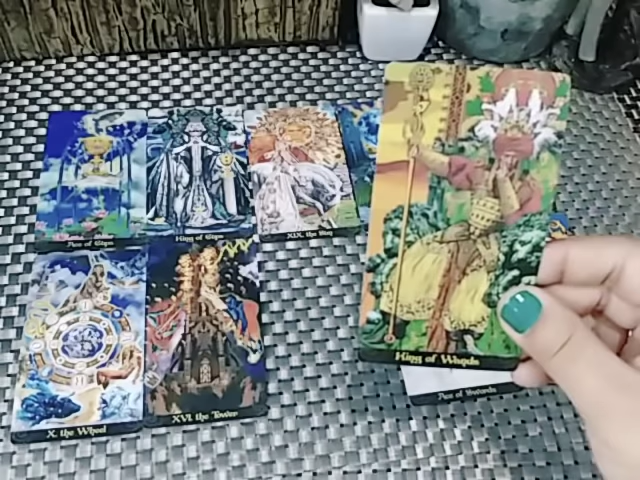 Ace of Cups
King of Cups
XIX. the Sun
King of Wands
X. the Wheel
XVI. the Tower
Ace of Swords